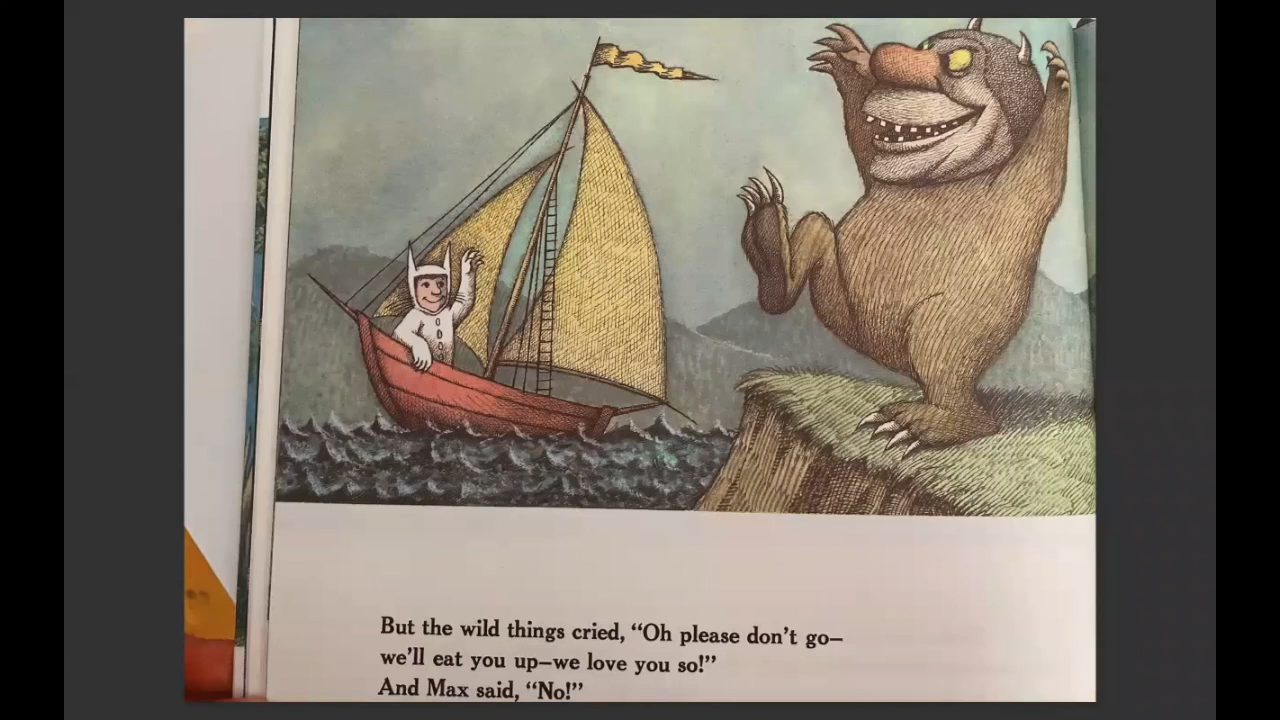 But the wild things cried, “Oh please don’t go—
we’ll eat you up—we love you so!”
And Max said, “No!”